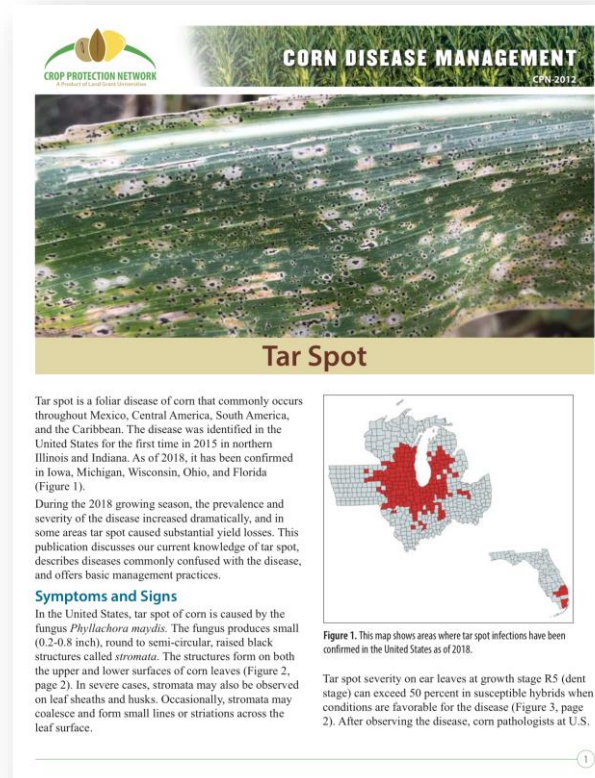 CROP PROTECTION NETWORK
A Product of Land Grant Universities
CORN DISEASE MANAGEMENT
CPN-2012
Tar Spot
Tar spot is a foliar disease of corn that commonly occurs
throughout Mexico, Central America, South America,
and the Caribbean. The disease was identified in the
United States for the first time in 2015 in northern
Illinois and Indiana. As of 2018, it has been confirmed
in Iowa, Michigan, Wisconsin, Ohio, and Florida
(Figure 1).
During the 2018 growing season, the prevalence and
severity of the disease increased dramatically, and in
some areas tar spot caused substantial yield losses. This
publication discusses our current knowledge of tar spot,
describes diseases commonly confused with the disease,
and offers basic management practices.
Symptoms and Signs
In the United States, tar spot of corn is caused by the
fungus Phyllachora maydis. The fungus produces small
(0.2-0.8 inch), round to semi-circular, raised black
structures called stromata. The structures form on both
the upper and lower surfaces of corn leaves (Figure 2,
page 2). In severe cases, stromata may also be observed
on leaf sheaths and husks. Occasionally, stromata may
coalesce and form small lines or striations across the
leaf surface.
Figure 1. This map shows areas where tar spot infections have been
confirmed in the United States as of 2018.
Tar spot severity on ear leaves at growth stage R5 (dent
stage) can exceed 50 percent in susceptible hybrids when
conditions are favorable for the disease (Figure 3, page
2). After observing the disease, corn pathologists at U.S.
1